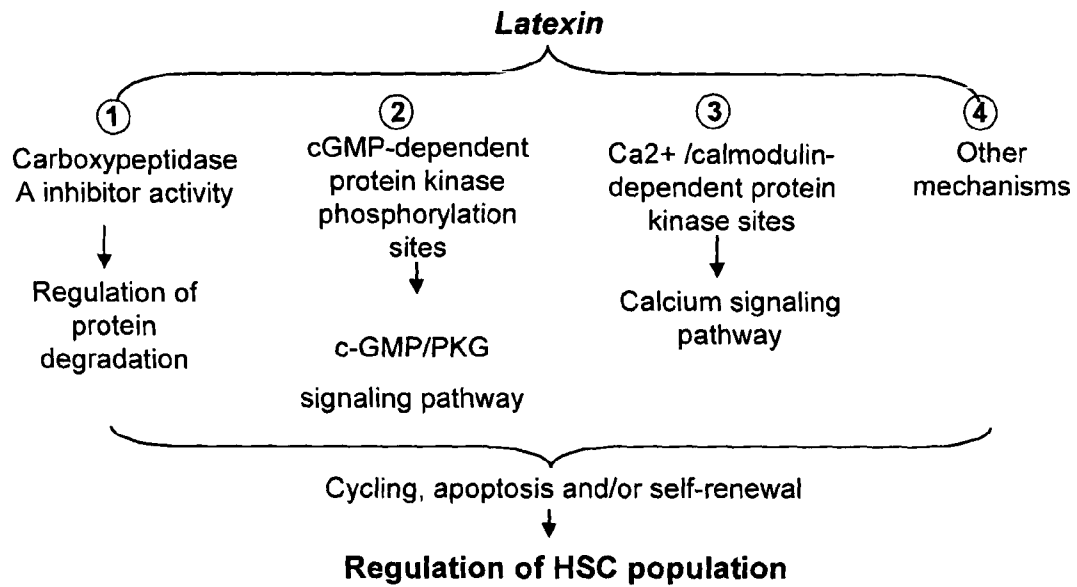 Latexin
1
Carboxypeptidase
A inhibitor activity
Regulation of
protein
degradation
2
cGMP-dependent
protein kinase
phosphorylation
sites
c-GMP/PKG
signaling pathway
3
Ca2+ /calmodulin-
dependent protein
kinase sites
Calcium signaling
pathway
4
Other
mechanisms
Cycling, apoptosis and/or self-renewal
Regulation of HSC population